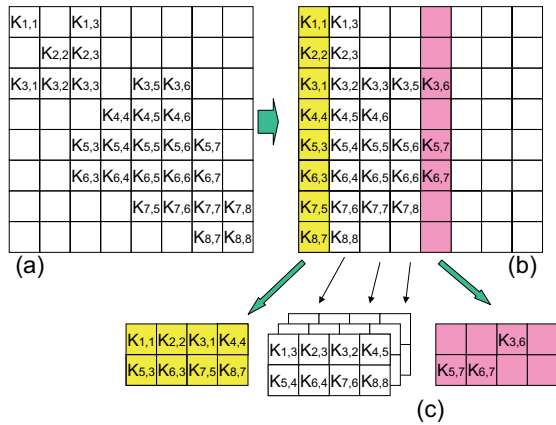 K1,1 K1,3
K2,2 K2,3
K3,1 K3,2 K3,3 K3,5 K3,6
K4,4 K4,5 K4,6
K5,3 K5,4 K5,5 K5,6 K5,7
K6,3 K6,4 K6,5 K6,6 K6,7
K7,5 K7,6 K7,7 K7,8
K8,7 K8,8
(a)
K1,1 K1,3
K2,2 K2,3
K3,1 K3,2 K3,3 K3,5 K3,6
K4,4 K4,5 K4,6
K5,3 K5,4 K5,5 K5,6 K5,7
K6,3 K6,4 K6,5 K6,6 K6,7
K7,5 K7,6 K7,7 K7,8
K8,7 K8,8
(b)
K1,1 K2,2 K3,1 K4,4
K5,3 K6,3 K7,5 K8,7
K1,3 K2,3 K3,2 K4,5
K5,4 K6,4 K7,6 K8,8
K3,6
K5,7 K6,7
(c)